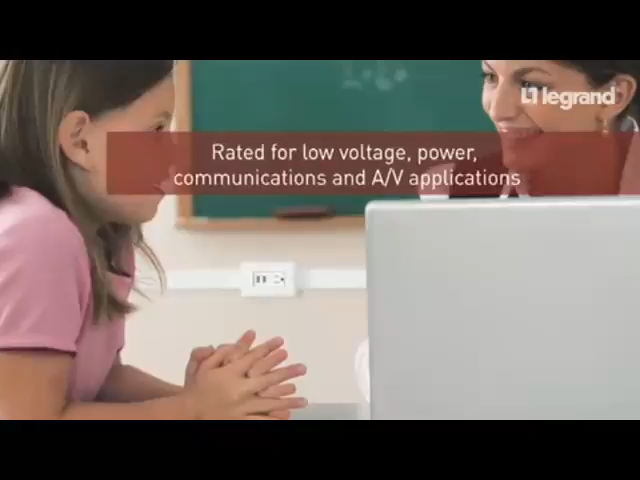 legrand
Rated for low voltage, power,
communications and A/V applications